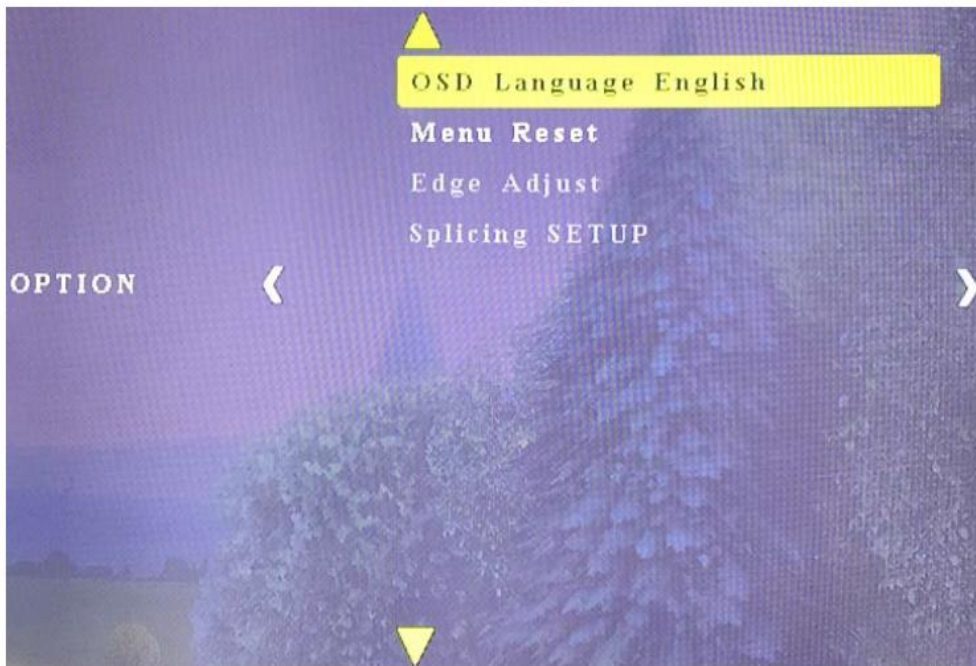 OSD Language English
Menu Reset
Edge Adjust
Splicing SETUP
OPTION